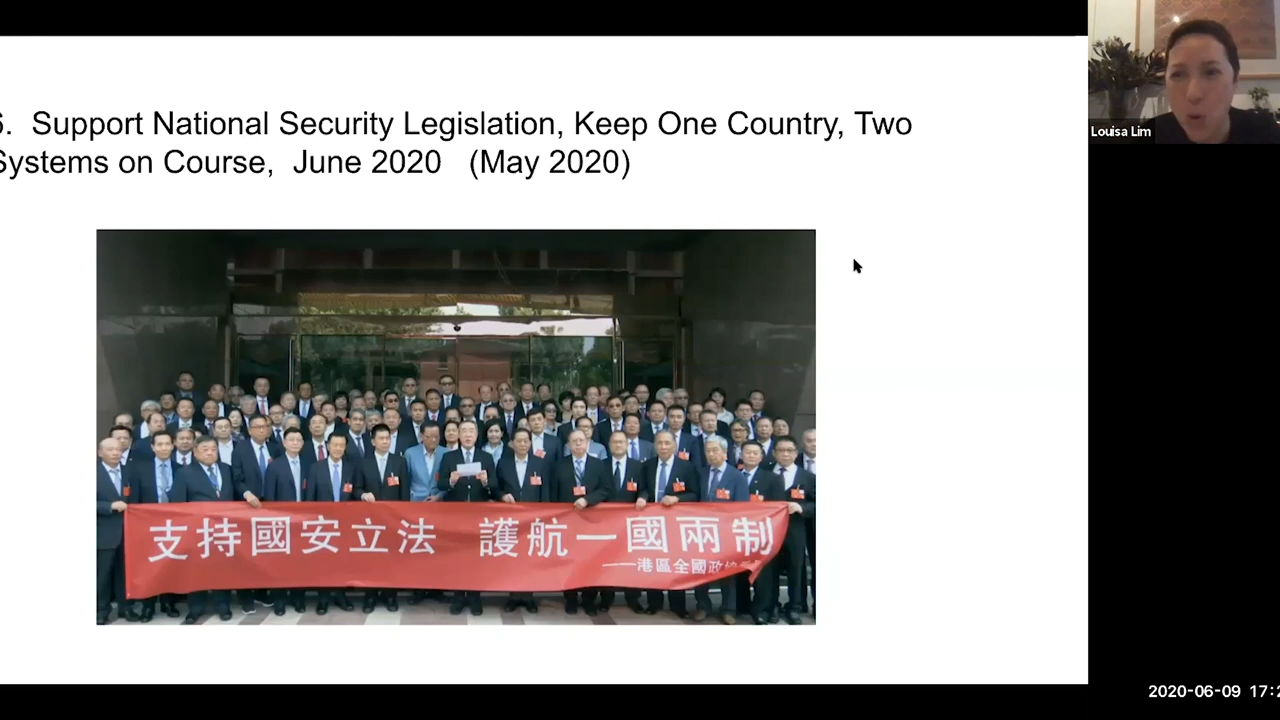 6. Support National Security Legislation, Keep One Country, Two
Systems on Course, June 2020 (May 2020)
支持國安立法 護航一國兩制
——港區全國政協
Louisa Lim
2020-06-09 17:2